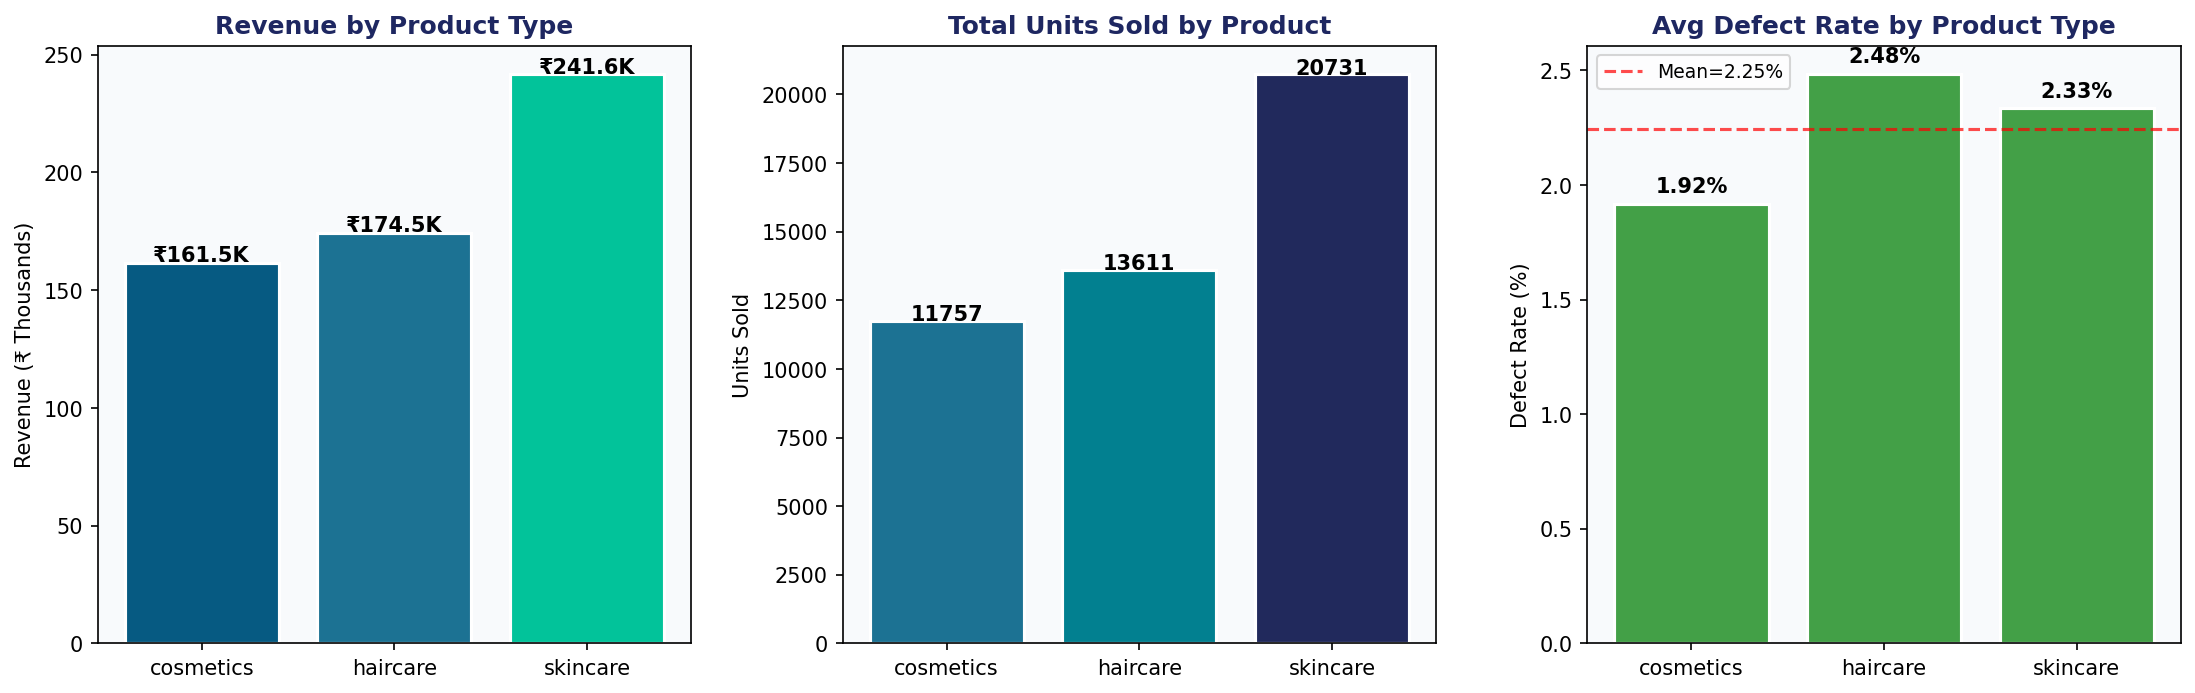 Revenue by Product Type
Revenue (₹ Thousands)
250
200
150
100
50
0
₹161.5K
₹174.5K
₹241.6K
cosmetics
haircare
skincare
Total Units Sold by Product
Units Sold
20000
17500
15000
12500
10000
7500
5000
2500
0
11757
13611
20731
cosmetics
haircare
skincare
Avg Defect Rate by Product Type
Defect Rate (%)
2.5
2.0
1.5
1.0
0.5
0.0
Mean=2.25%
1.92%
2.48%
2.33%
cosmetics
haircare
skincare